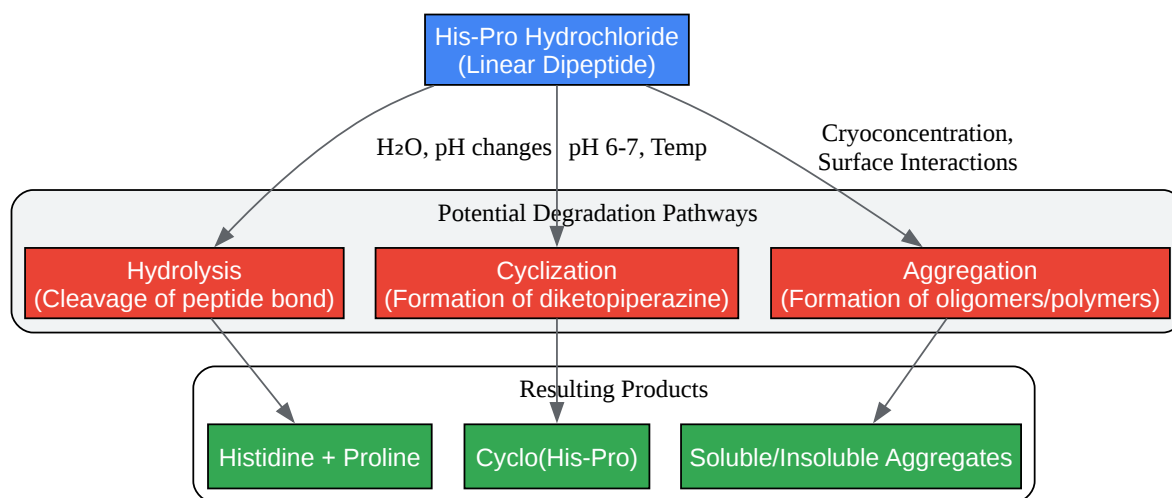 His-Pro Hydrochloride
(Linear Dipeptide)
H₂O, pH changes
pH 6-7, Temp
Cryoconcentration,
Surface Interactions
Potential Degradation Pathways
Hydrolysis
(Cleavage of peptide bond)
Cyclization
(Formation of diketopiperazine)
Aggregation
(Formation of oligomers/polymers)
Resulting Products
Histidine + Proline
Cyclo(His-Pro)
Soluble/Insoluble Aggregates